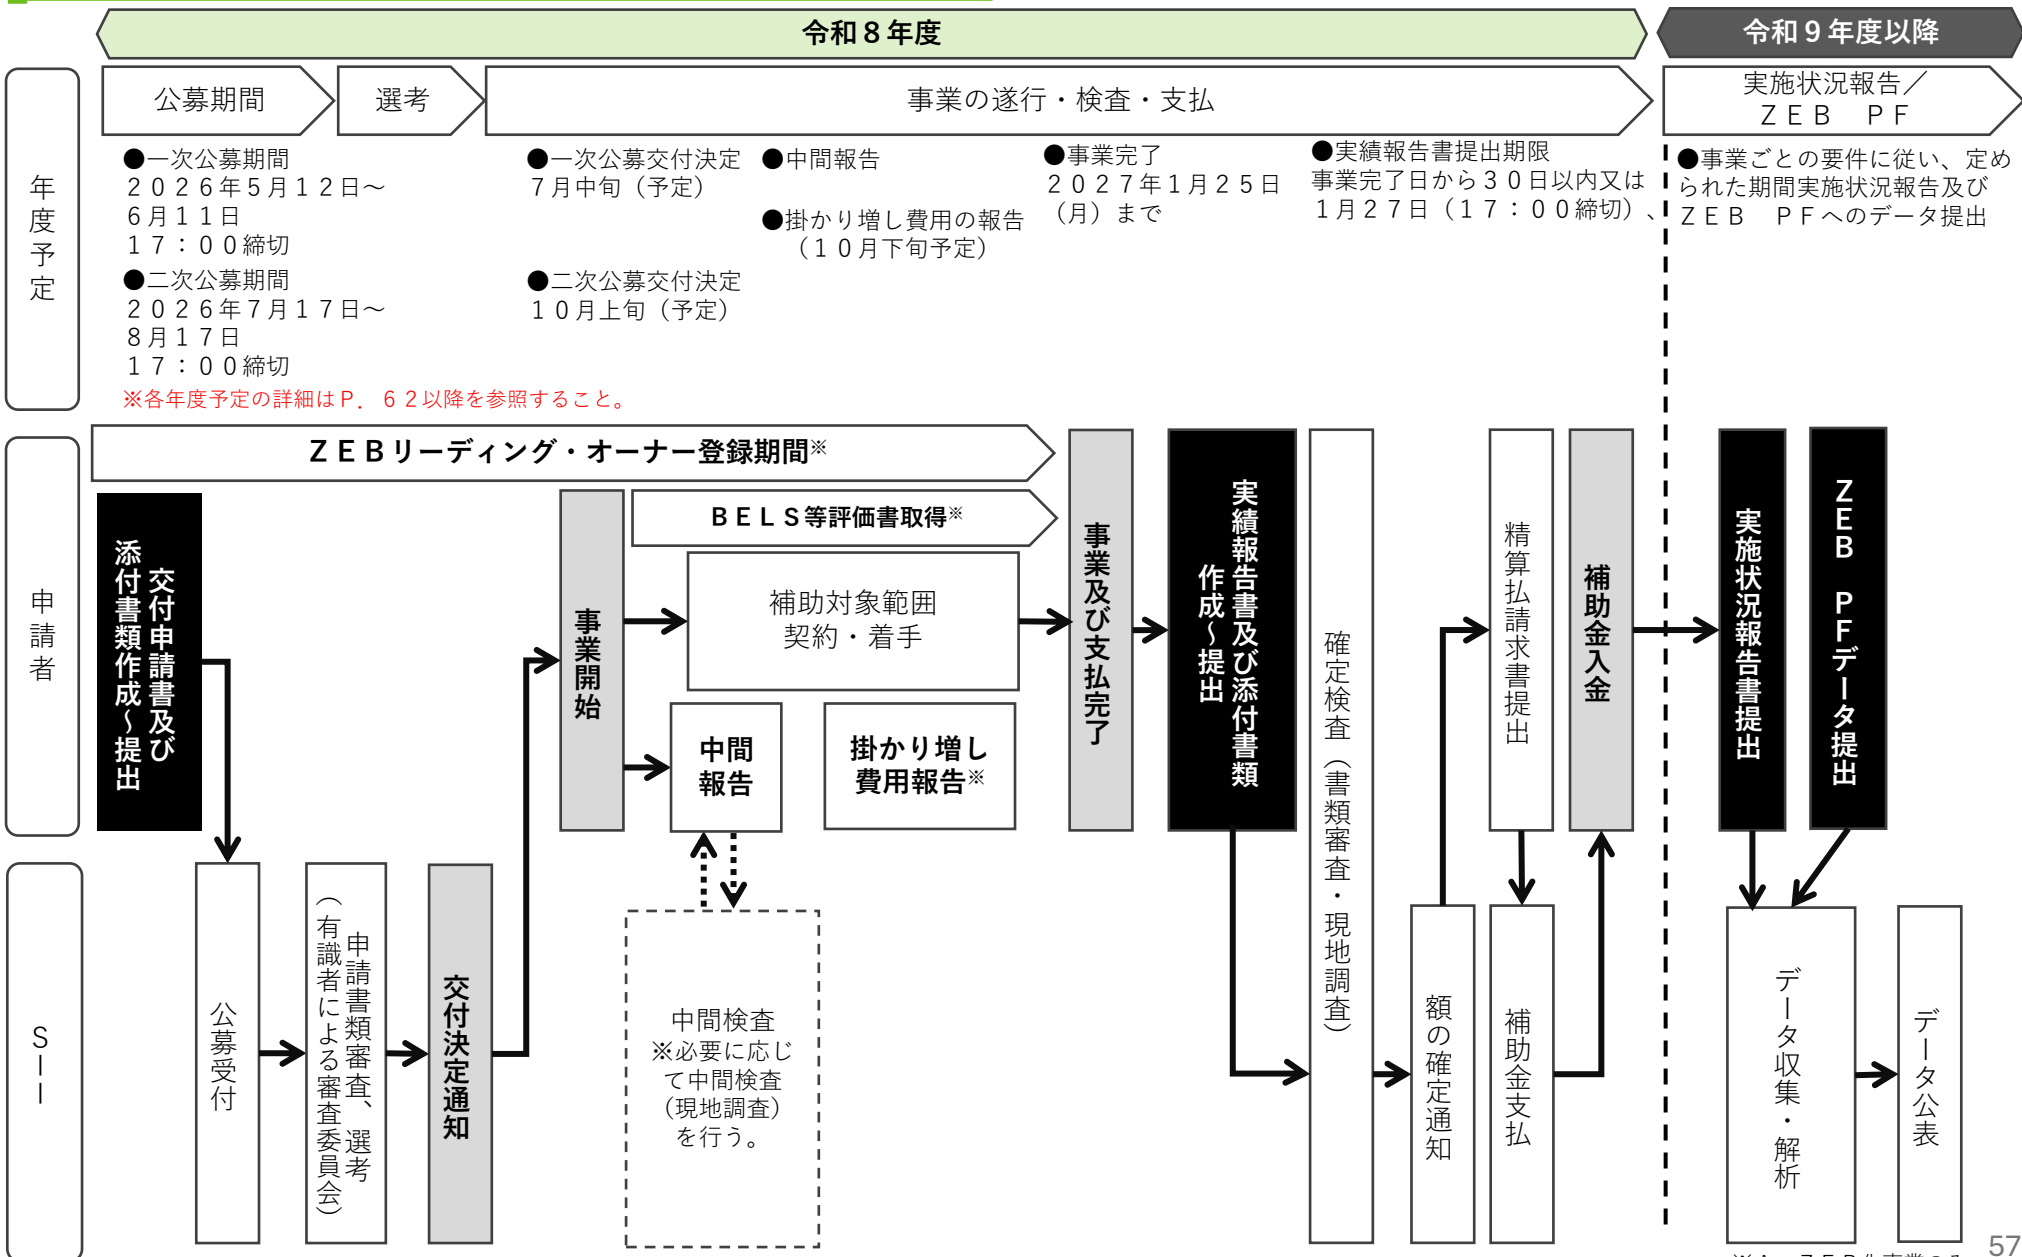 令和８年度
令和９年度以降
年度予定
公募期間
選考
事業の遂行・検査・支払
実施状況報告／
ＺＥＢ　ＰＦ
●一次公募期間
２０２６年５月１２日～
６月１１日
１７：００締切
●二次公募期間
２０２６年７月１７日～
８月１７日
１７：００締切
●一次公募交付決定
７月中旬（予定）
●二次公募交付決定
１０月上旬（予定）
●中間報告
●掛かり増し費用の報告
（１０月下旬予定）
●事業完了
２０２７年１月２５日
（月）まで
●実績報告書提出期限
事業完了日から３０日以内又は
１月２７日（１７：００締切）、
●事業ごとの要件に従い、定め
られた期間実施状況報告及び
ＺＥＢ　ＰＦへのデータ提出
※各年度予定の詳細はＰ．６２以降を参照すること。
申請者
ＺＥＢリーディング・オーナー登録期間※
交付申請書及び
添付書類作成～提出
事業開始
ＢＥＬＳ等評価書取得※
補助対象範囲
契約・着手
中間
報告
掛かり増し
費用報告※
事業及び支払完了
実績報告書及び添付書類
作成～提出
確定検査（書類審査・現地調査）
精算払請求書提出
補助金入金
実施状況報告書提出
ＺＥＢ　ＰＦデータ提出
ＳＩＩ
公募受付
申請書類審査、選考
（有識者による審査委員会）
交付決定通知
中間検査
※必要に応じ
て中間検査
（現地調査）
を行う。
額の確定通知
補助金支払
データ収集・解析
データ公表
57